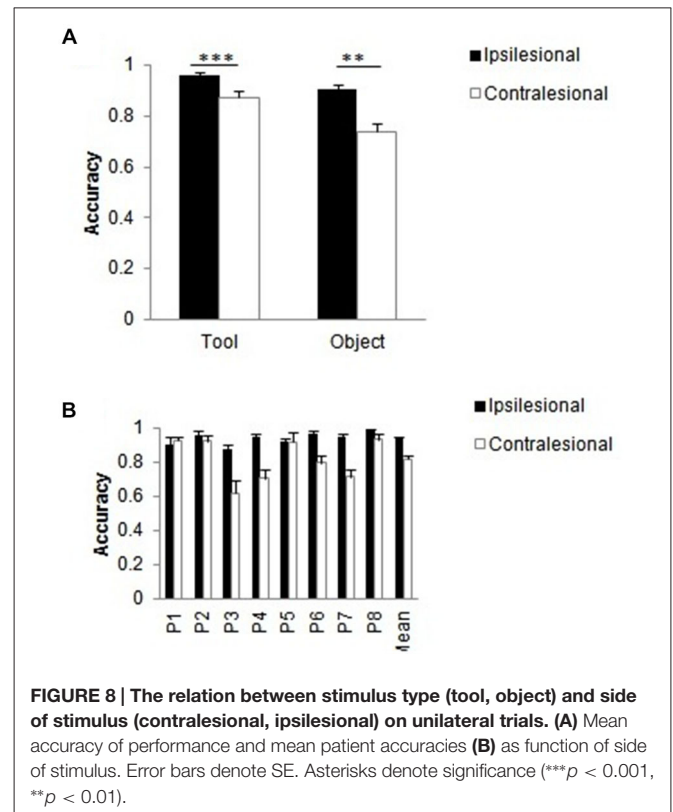 A
*** **
Ipsilesional
Contralesional
1
0.8
0.6
0.4
0.2
0
Accuracy
Tool Object
B
Ipsilesional
Contralesional
1
0.8
0.6
0.4
0.2
0
Accuracy
P1 P2 P3 P4 P5 P6 P7 P8 Mean
FIGURE 8 | The relation between stimulus type (tool, object) and side
of stimulus (contralesional, ipsilesional) on unilateral trials. (A) Mean
accuracy of performance and mean patient accuracies (B) as function of side
of stimulus. Error bars denote SE. Asterisks denote significance (***p < 0.001,
**p < 0.01).